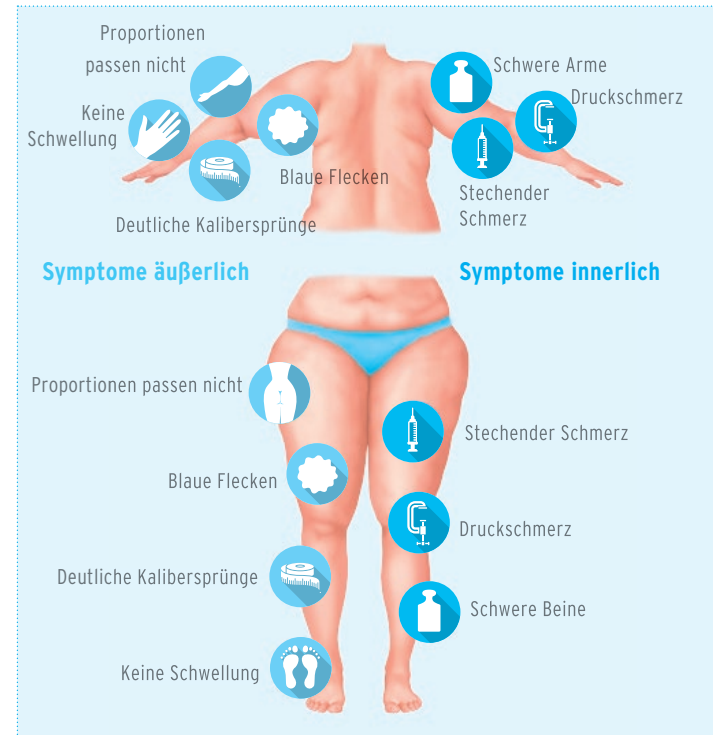 Proportionen
passen nicht
Keine
Schwellung
Blaue Flecken
Deutliche Kalibersprünge
Schwere Arme
Druckschmerz
Stechender
Schmerz
Symptome äußerlich
Symptome innerlich
Proportionen passen nicht
Blaue Flecken
Deutliche Kalibersprünge
Keine Schwellung
Stechender Schmerz
Druckschmerz
Schwere Beine